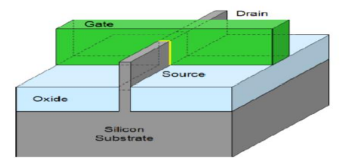 Drain
Gate
Source
Oxide
Silicon
Substrate